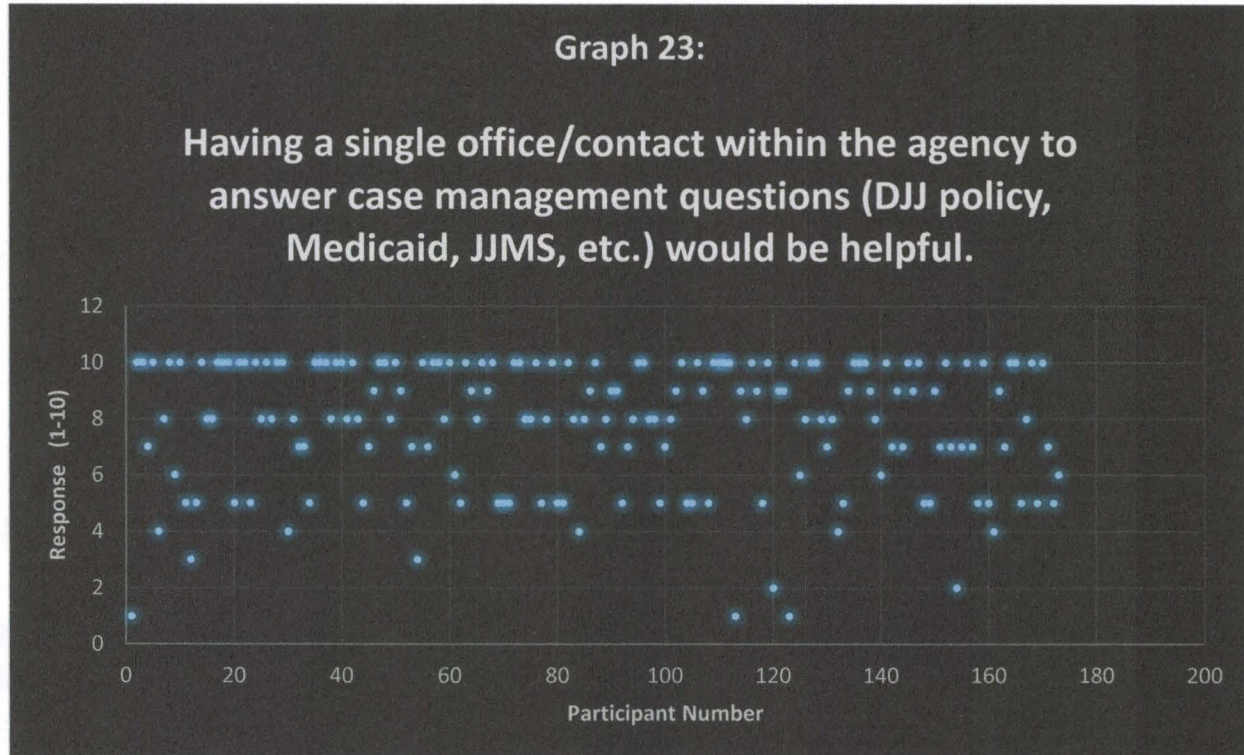 Graph 23:
Having a single office/contact within the agency to
answer case management questions (DJJ policy,
Medicaid, JJMS, etc.) would be helpful.
12
10
8
6
4
2
0
Response (1-10)
0 20 40 60 80 100 120 140 160 180 200
Participant Number